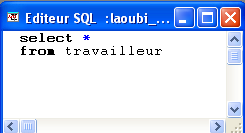 Editeur SQL :laoubi_...
select *
from travailleur